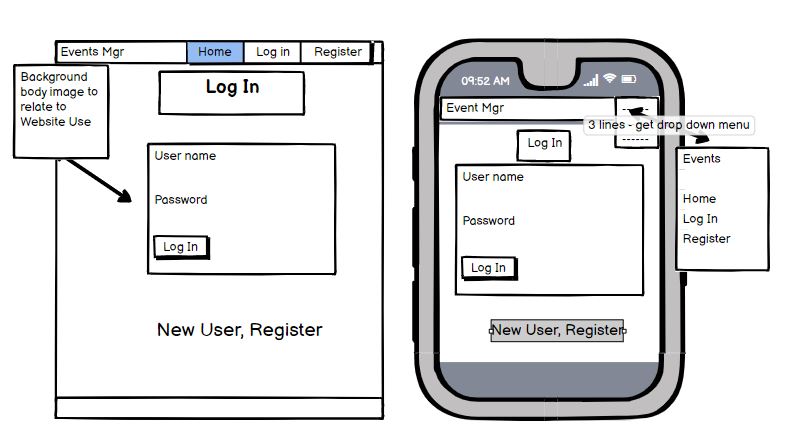 Events Mgr
Home
Log in
Register
Background
body image to
relate to
Website Use
Log In
User name
Password
Log In
New User, Register
09:52 AM
Event Mgr
3 lines - get drop down menu
Log In
User name
Password
Log In
New User, Register
Events
Home
Log In
Register